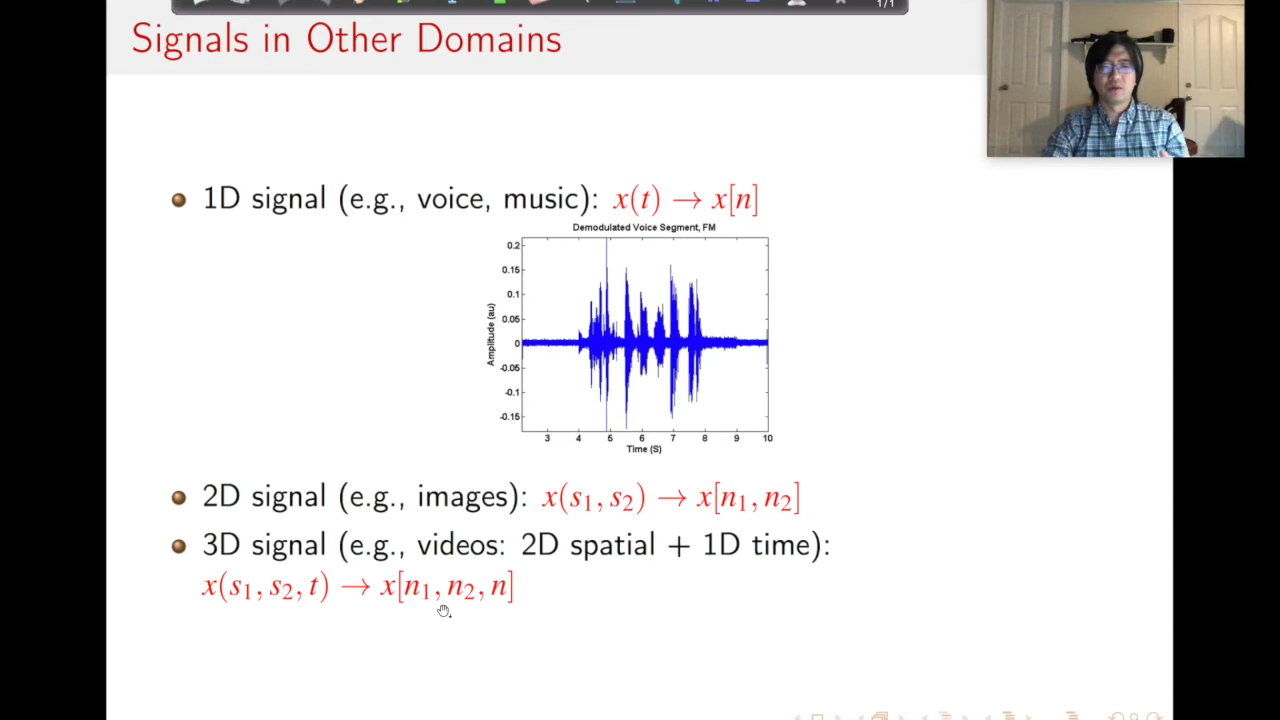 1/1
Signals in Other Domains
1D signal (e.g., voice, music): x(t) → x[n]
Demodulated Voice Segment, FM
0.2
0.15
0.1
0.05
0
-0.05
-0.1
-0.15
Amplitude (au)
3 4 5 6 7 8 9 10
Time (S)
2D signal (e.g., images): x(s₁, s₂) → x[n₁, n₂]
3D signal (e.g., videos: 2D spatial + 1D time):
x(s₁, s₂, t) → x[n₁, n₂, n]